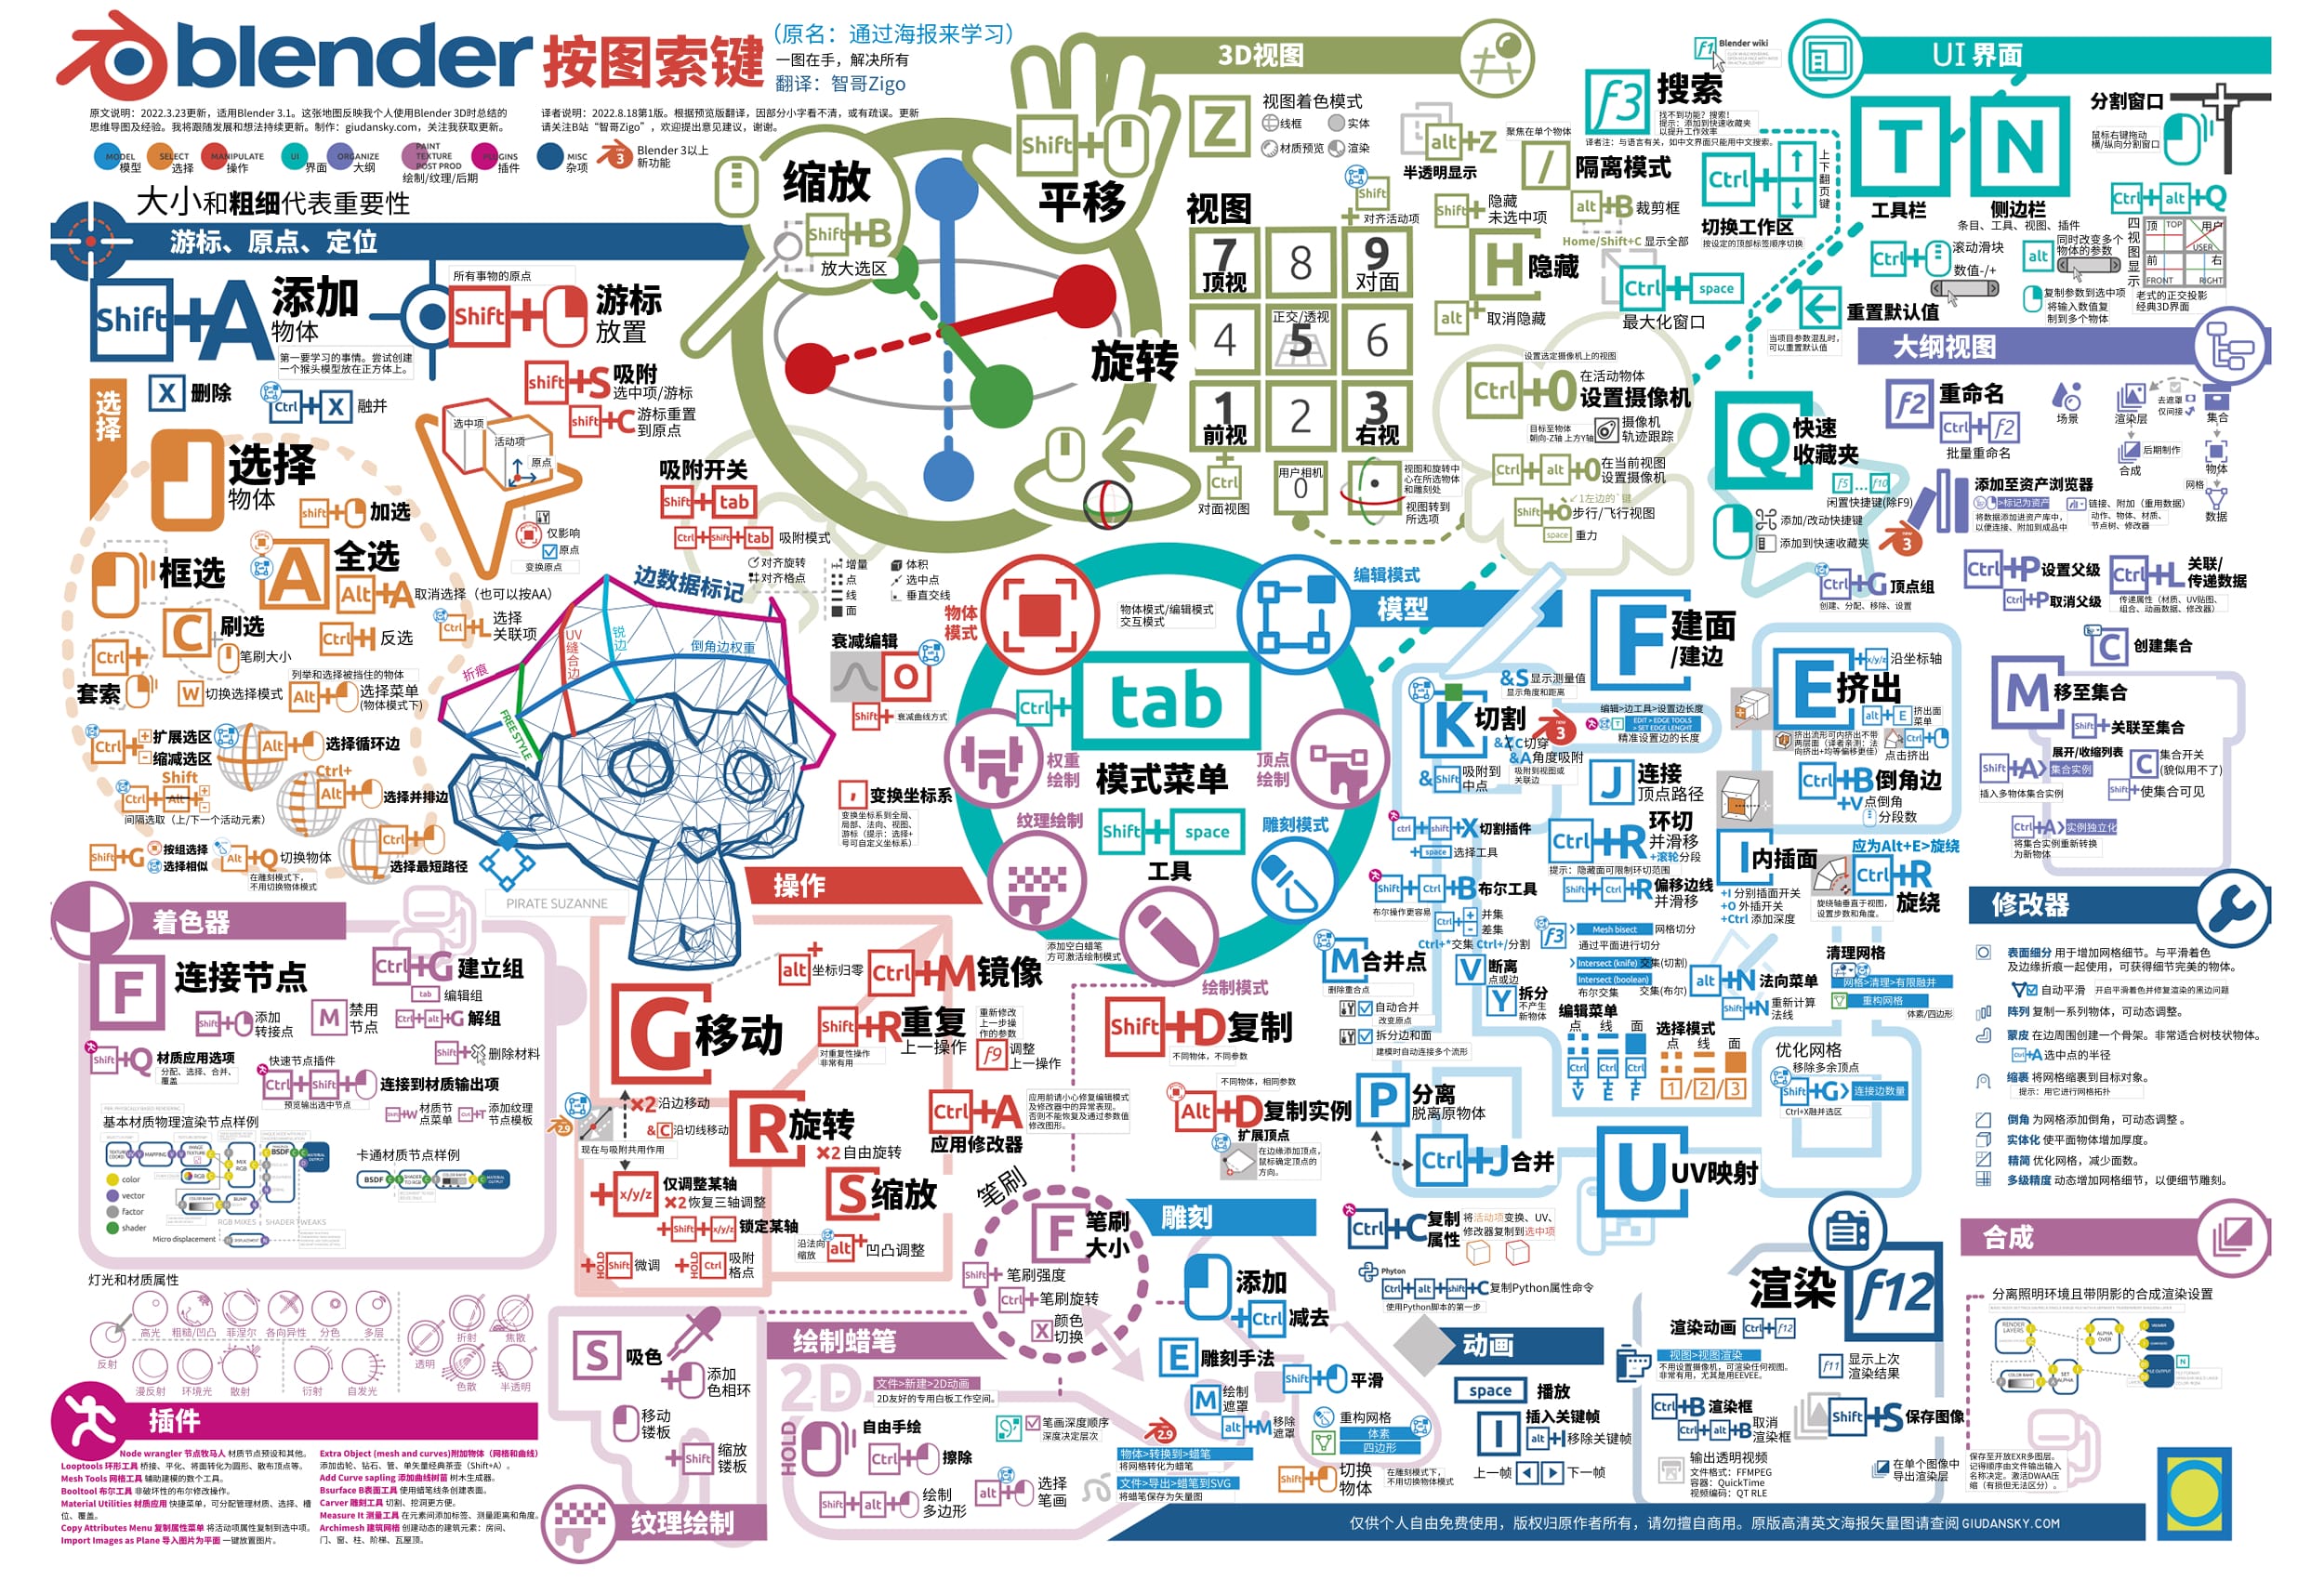 blender 按图索键
（原名：通过海报来学习）
一图在手，解决所有
翻译：智哥Zigo
原文说明：2022.3.23更新，适用Blender 3.1。这张地图反映我个人使用Blender 3D时总结的
思维导图及经验。我将跟随发展和想法持续更新。制作：giudansky.com，关注我获取更新。
译者说明：2022.8.18第1版。根据预览版翻译，因部分小字看不清，或有疏误。更新
请关注B站“智哥Zigo”，欢迎提出意见建议，谢谢。
MODEL 模型
SELECT 选择
MANIPULATE 操作
UI 界面
ORGANIZE 大纲
PAINT TEXTURE POST PROD 绘制/纹理/后期
PLUGINS 插件
MISC 杂项
3 Blender 3以上 新功能
大小和粗细代表重要性
游标、原点、定位
Shift+A 添加 物体
第一要学习的事情。尝试创建
一个猴头模型放在正方体上。
所有事物的原点
Shift+ 游标 放置
X 删除
Ctrl+X 融并
shift+S 吸附 选中项/游标
shift+C 游标重置 到原点
选中项
活动项
原点
仅影响
原点
变换原点
选择
选择 物体
shift+ 加选
框选
A 全选
Alt+A 取消选择（也可以按AA）
C 刷选
笔刷大小
Ctrl+I 反选
Ctrl+L 选择 关联项
Ctrl+ 套索
W 切换选择模式
列举和选择被挡住的物体
Alt+ 选择菜单 (物体模式下)
Ctrl+ 扩展选区
缩减选区
Alt+ 选择循环边
Shift
Ctrl+Alt+
间隔选取（上/下一个活动元素）
Ctrl+
Alt+ 选择并排边
Ctrl+ 选择最短路径
Shift+G 按组选择
选择相似
Alt+Q 切换物体
在雕刻模式下，
不用切换物体模式
吸附开关
Shift+tab
Ctrl+Shift+tab 吸附模式
对齐旋转
对齐格点
增量
点
线
面
体积
选中点
垂直交线
边数据标记
折痕
UV缝合边
锐边
倒角边权重
FREESTYLE
PIRATE SUZANNE
衰减编辑
O
Shift+ 衰减曲线方式
, 变换坐标系
变换坐标系到全局、
局部、法向、视图、
游标（提示：选择+
号可自定义坐标系）
3D视图
缩放
Shift+B
放大选区
Shift+
平移
旋转
Z 视图着色模式
线框
实体
材质预览
渲染
alt+Z
半透明显示
聚焦在单个物体
/ 隔离模式
视图
Shift
+ 对齐活动项
7 顶视
8
9 对面
4
正交/透视
5
6
1 前视
2
3 右视
+
Ctrl
对面视图
用户相机
0
视图和旋转中
心在所选物体
和雕刻处
视图转到
所选项
Shift+ 隐藏 未选中项
alt+B 裁剪框
Home/Shift+C 显示全部
H 隐藏
alt+ 取消隐藏
Ctrl+space
最大化窗口
设置选定摄像机上的视图
Ctrl+0 在活动物体 设置摄像机
目标至物体
朝向-Z轴 上方Y轴
摄像机 轨迹跟踪
Ctrl+alt+0 在当前视图 设置摄像机
↙1左边的`键
Shift+ 步行/飞行视图
space 重力
UI 界面
f1 Blender wiki
f3 搜索
找不到功能？搜索！
提示：添加到快速收藏夹
以提升工作效率
译者注：与语言有关，如中文界面只能用中文搜索。
Ctrl+↑↓
上下翻页键
切换工作区
按设定的顶部标签顺序切换
T 工具栏
N 侧边栏
条目、工具、视图、插件
分割窗口
鼠标右键拖动
横/纵向分割窗口
Ctrl+alt+Q
四视图显示
顶 TOP
用户 USER
前 FRONT
右 RIGHT
老式的正交投影
经典3D界面
Ctrl+ 滚动滑块
数值-/+
alt 同时改变多个 物体的参数
复制参数到选中项
将输入数值复
制到多个物体
← 重置默认值
当项目参数混乱时，
可以重置默认值
Q 快速 收藏夹
f5 ... f10
闲置快捷键(除F9)
添加/改动快捷键
添加到快速收藏夹
大纲视图
f2 重命名
Ctrl+f2
批量重命名
场景
渲染层
去遮罩
仅间接
集合
后期制作
合成
物体
网格
数据
添加至资产浏览器
>标记为资产
将数据添加进资产库中，
以便连接、附加到成品中
链接、附加（重用数据）
动作、物体、材质、
节点树、修改器
3
Ctrl+G 顶点组
创建、分配、移除、设置
Ctrl+P 设置父级
Ctrl+P 取消父级
Ctrl+L 关联/ 传递数据
传递属性（材质、UV贴图、
组合、动画数据、修改器）
C 创建集合
M 移至集合
Shift+ 关联至集合
展开/收缩列表
Shift+A> 集合实例
插入多物体集合实例
C 集合开关 (貌似用不了)
Shift+ 使集合可见
Ctrl+A> 实例独立化
将集合实例重新转换
为新物体
物体模式
物体模式/编辑模式
交互模式
编辑模式
Ctrl+tab
模式菜单
Shift+space
工具
权重绘制
顶点绘制
纹理绘制
雕刻模式
添加空白蜡笔
方可激活绘制模式
绘制模式
模型
K 切割
&S 显示测量值
显示角度和距离
&Z C切穿
&A 角度吸附
吸附到视图或
关联边
&Shift 吸附到 中点
F 建面 /建边
编辑>边工具>设置边长度
EDIT > EDGE TOOLS
> SET EDGE LENGHT
精准设置边的长度
E 挤出
+x/y/z 沿坐标轴
alt+E 挤出面 菜单
挤出流形可内挤出不带
两层面（译者亲测：法
向挤出+均等偏移更佳）
Ctrl+
点击挤出
J 连接 顶点路径
Ctrl+B 倒角边
+V 点倒角
分段数
ctrl+shift+X 切割插件
+space 选择工具
Ctrl+R 环切 并滑移
+滚轮分段
提示：隐藏面可限制环切范围
I 内插面
+I 分别插面开关
+O 外插开关
+Ctrl 添加深度
应为Alt+E>旋绕
Ctrl+R 旋绕
旋绕轴垂直于视图，
设置步数和角度。
Shift+Ctrl+B 布尔工具
布尔操作更容易
Ctrl+ 并集 差集
Ctrl+*交集 Ctrl+/分割
Shift+Ctrl+R 偏移边线 并滑移
f3 > Mesh bisect 网格切分
通过平面进行切分
> Intersect (knife) 交集(切割)
Intersect (boolean)
布尔交集 交集(布尔)
M 合并点
删除重合点
自动合并
改变原点
拆分边和面
建模时自动连接多个流形
V 断离 点或边
Y 拆分 不产生 新物体
编辑菜单
点 线 面
Ctrl Ctrl Ctrl
+ + +
V E F
选择模式
点 线 面
1/2/3
alt+N 法向菜单
Shift+N 重新计算 法线
清理网格
网格>清理>有限融并
重构网格
体素/四边形
优化网格
移除多余顶点
Shift+G> 连接边数量
Ctrl+X融并选区
P 分离 脱离原物体
Ctrl+J 合并
U UV映射
Ctrl+C 复制 属性
将活动项变换、UV、
修改器复制到选中项
Phyton
Ctrl+alt+shift+C 复制Python属性命令
使用Python脚本的第一步
操作
alt+ 坐标归零
Ctrl+M 镜像
G 移动
Shift+R 重复 上一操作
对重复性操作
非常有用
重新修改
上一步操
作的参数
f9 调整 上一操作
2.9
×2 沿边移动
&C 沿切线移动
现在与吸附共用作用
R 旋转
×2 自由旋转
+x/y/z 仅调整某轴
×2 恢复三轴调整
+Shift+x/y/z 锁定某轴
S 缩放
沿法向 缩放 alt+ 凹凸调整
+HOLD Shift 微调
+HOLD Ctrl 吸附 格点
Ctrl+A 应用修改器
应用前请小心修复编辑模式
及修改器中的异常表现。
否则不能恢复及通过参数值
修改图形。
Shift+D 复制
不同物体，不同参数
不同物体，相同参数
Alt+D 复制实例
扩展顶点
在边缘添加顶点，
鼠标确定顶点的
方向。
着色器
F 连接节点
Ctrl+G 建立组
tab 编辑组
Shift+ 添加 转接点
M 禁用 节点
Ctrl+alt+G 解组
Shift+Q 材质应用选项
分配、选择、合并、
覆盖
快速节点插件
Ctrl+Shift+ 连接到材质输出项
预览输出选中节点
Shift+ 删除材料
+W 材质节 点菜单
+T 添加纹理 节点模板
基本材质物理渲染节点样例
MAPPING
MIX RGB
BSDF
BUMP
color
vector
factor
shader
RGB MIXES
SHADER TWEAKS
Micro displacement
卡通材质节点样例
BSDF
灯光和材质属性
反射
高光
粗糙/凹凸
菲涅尔
各向异性
分色
多层
漫反射
环境光
散射
衍射
自发光
透明
折射
焦散
色散
半透明
插件
Node wrangler 节点牧马人 材质节点预设和其他。
Looptools 环形工具 桥接、平化、将面转化为圆形、散布顶点等。
Mesh Tools 网格工具 辅助建模的数个工具。
Booltool 布尔工具 非破坏性的布尔修改操作。
Material Utilities 材质应用 快捷菜单，可分配管理材质、选择、槽
位、覆盖。
Copy Attributes Menu 复制属性菜单 将活动项属性复制到选中项。
Import Images as Plane 导入图片为平面 一键放置图片。
Extra Object (mesh and curves)附加物体（网格和曲线）
添加齿轮、钻石、管、单矢量经典茶壶（Shift+A）。
Add Curve sapling 添加曲线树苗 树木生成器。
Bsurface B表面工具 使用蜡笔线条创建表面。
Carver 雕刻工具 切割、挖洞更方便。
Measure It 测量工具 在元素间添加标签、测量距离和角度。
Archimesh 建筑网格 创建动态的建筑元素：房间、
门、窗、柱、阶梯、瓦屋顶。
S 吸色
+ 添加 色相环
移动 镂板
+Shift 缩放 镂板
纹理绘制
笔刷
F 笔刷 大小
Shift+ 笔刷强度
Ctrl+ 笔刷旋转
X 颜色 切换
绘制蜡笔
2D
文件>新建>2D动画
2D友好的专用白板工作空间。
HOLD
自由手绘
Ctrl+ 擦除
Shift+alt+ 绘制 多边形
笔画深度顺序
深度决定层次
alt+ 选择 笔画
2.9
物体>转换到>蜡笔
将网格转化为蜡笔
文件>导出>蜡笔到SVG
将蜡笔保存为矢量图
雕刻
添加
+Ctrl 减去
E 雕刻手法
M 绘制 遮罩
alt+M 移除 遮罩
Shift+ 平滑
重构网格
体素
四边形
Shift+ 切换 物体
在雕刻模式下，
不用切换物体模式
动画
space 播放
I 插入关键帧
alt+I 移除关键帧
上一帧 下一帧
渲染 f12
渲染动画 Ctrl+f12
视图>视图渲染
不用设置摄像机，可渲染任何视图。
非常有用，尤其是用EEVEE。
f11 显示上次 渲染结果
Ctrl+B 渲染框
Ctrl+alt+B 取消 渲染框
Shift+S 保存图像
输出透明视频
文件格式：FFMPEG
容器：QuickTime
视频编码：QT RLE
在单个图像中
导出渲染层
修改器
表面细分 用于增加网格细节。与平滑着色
及边缘折痕一起使用，可获得细节完美的物体。
自动平滑 开启平滑着色并修复渲染的黑边问题
阵列 复制一系列物体，可动态调整。
蒙皮 在边周围创建一个骨架。非常适合树枝状物体。
Ctrl+A 选中点的半径
缩裹 将网格缩裹到目标对象。
提示：用它进行网格拓扑
倒角 为网格添加倒角，可动态调整 。
实体化 使平面物体增加厚度。
精简 优化网格，减少面数。
多级精度 动态增加网格细节，以便细节雕刻。
合成
分离照明环境且带阴影的合成渲染设置
RENDER LAYERS
ALPHA OVER
SET ALPHA
N
保存至开放EXR多图层。
记得顺序由文件输出输入
名称决定。激活DWAA压
缩（有损但无法区分）。
仅供个人自由免费使用，版权归原作者所有，请勿擅自商用。原版高清英文海报矢量图请查阅 GIUDANSKY.COM